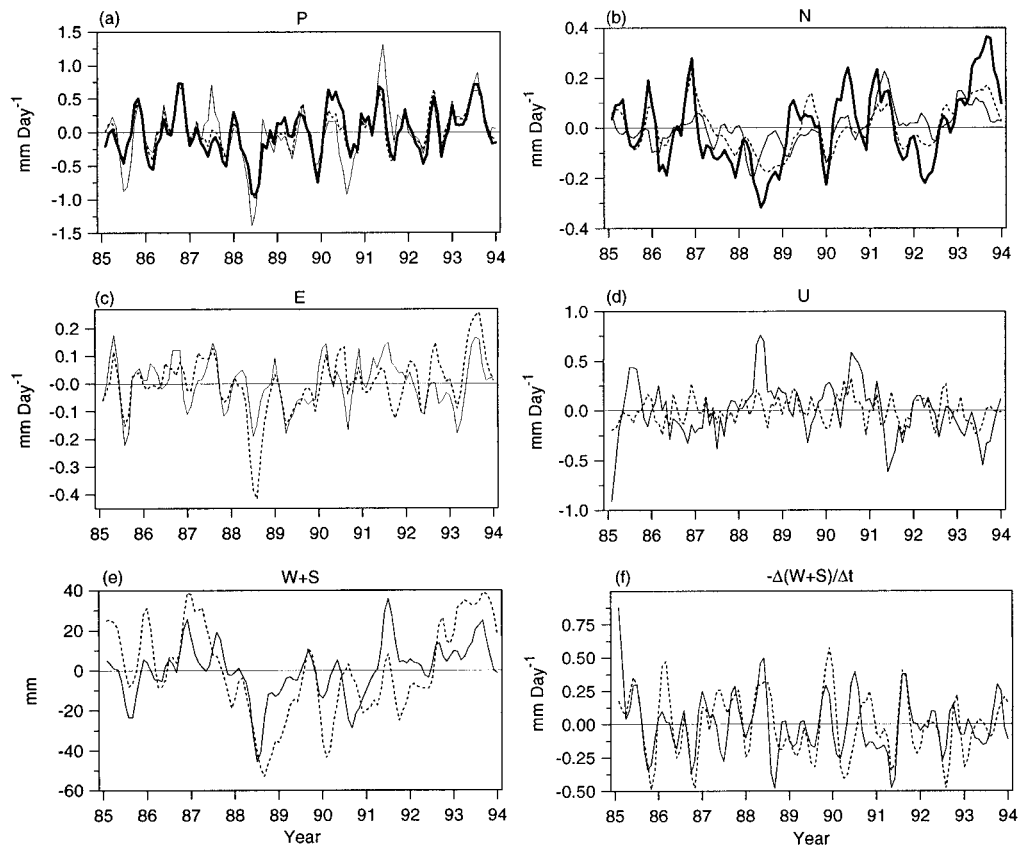 (a) P
mm Day-1
1.5
1.0
0.5
0.0
-0.5
-1.0
-1.5
85 86 87 88 89 90 91 92 93 94
(b) N
mm Day-1
0.4
0.2
0.0
-0.2
-0.4
85 86 87 88 89 90 91 92 93 94
(c) E
mm Day-1
0.2
0.1
-0.0
-0.1
-0.2
-0.3
-0.4
85 86 87 88 89 90 91 92 93 94
(d) U
mm Day-1
1.0
0.5
0.0
-0.5
-1.0
85 86 87 88 89 90 91 92 93 94
(e) W+S
mm
40
20
0
-20
-40
-60
85 86 87 88 89 90 91 92 93 94
Year
(f) -Δ(W+S)/Δt
mm Day-1
0.75
0.50
0.25
0.00
-0.25
-0.50
85 86 87 88 89 90 91 92 93 94
Year